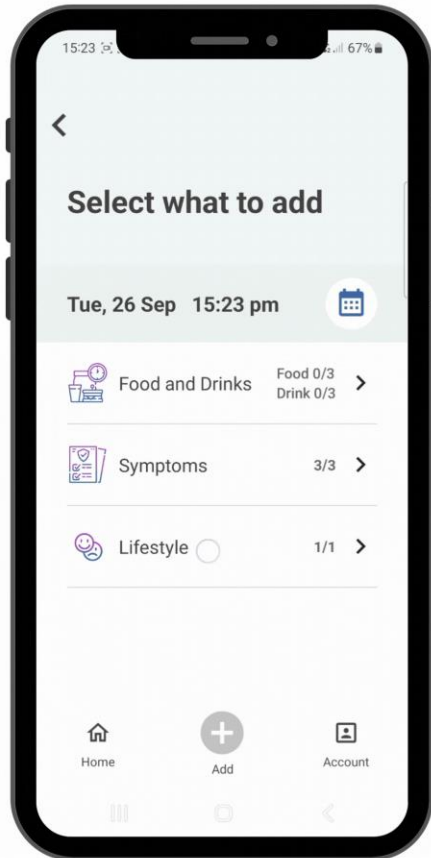 15:23
67%
Select what to add
Tue, 26 Sep 15:23 pm
Food and Drinks
Food 0/3
Drink 0/3
Symptoms 3/3
Lifestyle 1/1
Home
Add
Account